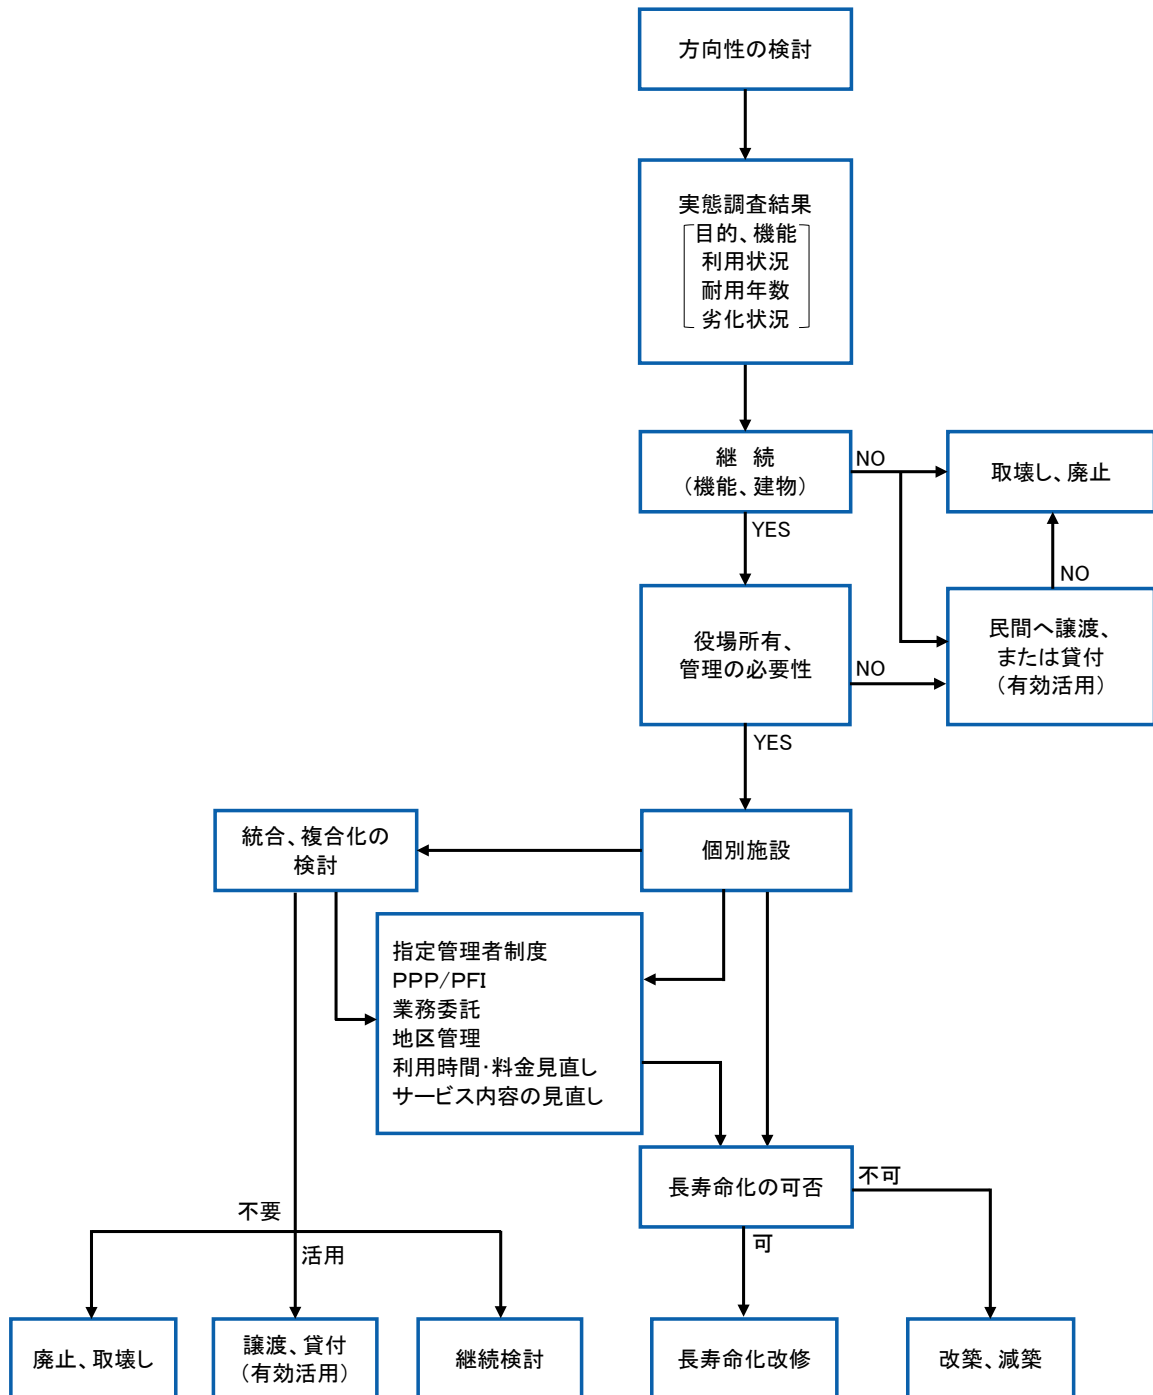 方向性の検討
実態調査結果
目的、機能
利用状況
耐用年数
劣化状況
継　続
（機能、建物）
NO
取壊し、廃止
YES
NO
役場所有、
管理の必要性
NO
民間へ譲渡、
または貸付
（有効活用）
YES
統合、複合化の
検討
個別施設
指定管理者制度
PPP/PFI
業務委託
地区管理
利用時間・料金見直し
サービス内容の見直し
長寿命化の可否
不可
可
不要
活用
廃止、取壊し
譲渡、貸付
（有効活用）
継続検討
長寿命化改修
改築、減築